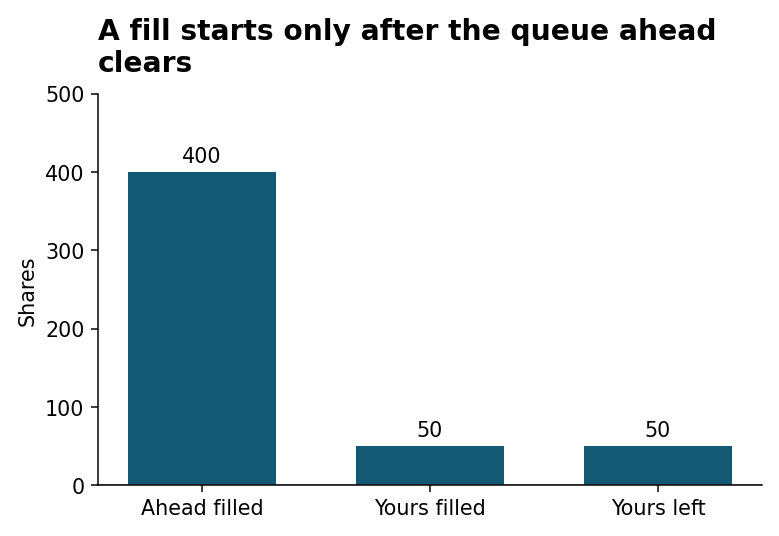 A fill starts only after the queue ahead
clears
500
400
300
200
100
0
Shares
400
50
50
Ahead filled
Yours filled
Yours left